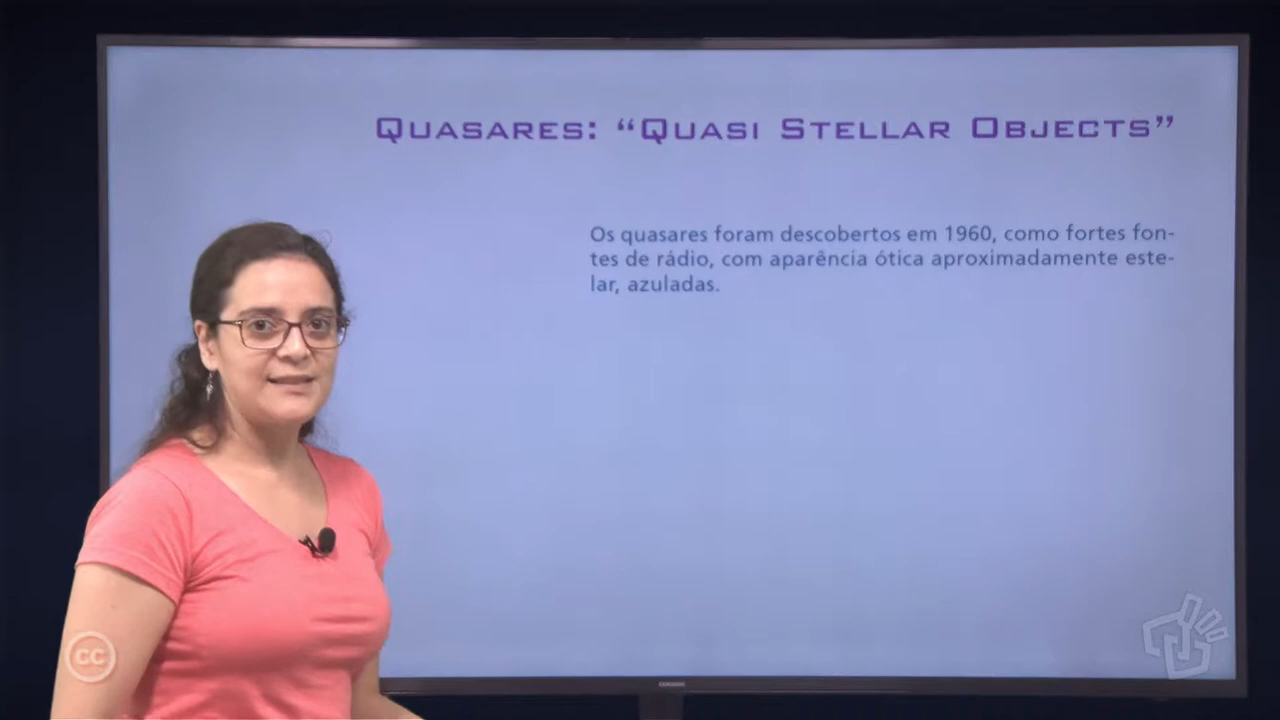 QUASARES: “QUASI STELLAR OBJECTS”
Os quasares foram descobertos em 1960, como fortes fon-
tes de rádio, com aparência ótica aproximadamente este-
lar, azuladas.
CC